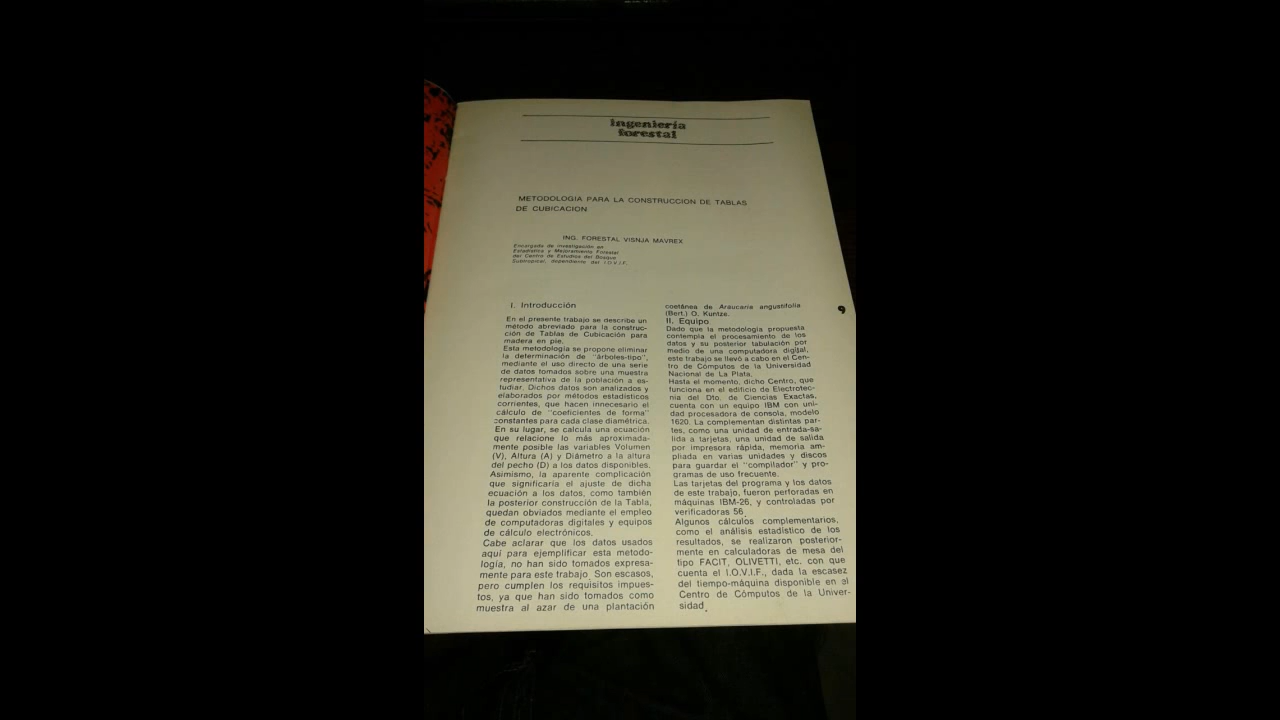 ingeniería
forestal
METODOLOGIA PARA LA CONSTRUCCION DE TABLAS
DE CUBICACION
ING. FORESTAL VISNJA MAVREX
Encargada de investigación en
Estadística y Mejoramiento Forestal
del Centro de Estudios del Bosque
Subtropical, dependiente del I.O.V.I.F.
I. Introducción
En el presente trabajo se describe un
método abreviado para la construc-
ción de Tablas de Cubicación para
madera en pie.
Esta metodología se propone eliminar
la determinación de "árboles-tipo",
mediante el uso directo de una serie
de datos tomados sobre una muestra
representativa de la población a es-
tudiar. Dichos datos son analizados y
elaborados por métodos estadísticos
corrientes, que hacen innecesario el
cálculo de "coeficientes de forma"
constantes para cada clase diamétrica.
En su lugar, se calcula una ecuación
que relacione lo más aproximada-
mente posible las variables Volumen
(V), Altura (A) y Diámetro a la altura
del pecho (D) a los datos disponibles.
Asimismo, la aparente complicación
que significaría el ajuste de dicha
ecuación a los datos, como también
la posterior construcción de la Tabla,
quedan obviados mediante el empleo
de computadoras digitales y equipos
de cálculo electrónicos.
Cabe aclarar que los datos usados
aquí para ejemplificar esta metodo-
logía, no han sido tomados expresa-
mente para este trabajo. Son escasos,
pero cumplen los requisitos impues-
tos, ya que han sido tomados como
muestra al azar de una plantación
coetánea de Araucaria angustifolia
(Bert.) O. Kuntze.
II. Equipo
Dado que la metodología propuesta
contempla el procesamiento de los
datos y su posterior tabulación por
medio de una computadora digital,
este trabajo se llevó a cabo en el Cen-
tro de Cómputos de la Universidad
Nacional de La Plata.
Hasta el momento, dicho Centro, que
funciona en el edificio de Electrotec-
nia del Dto. de Ciencias Exactas,
cuenta con un equipo IBM con uni-
dad procesadora de consola, modelo
1620. La complementan distintas par-
tes, como una unidad de entrada-sa-
lida a tarjetas, una unidad de salida
por impresora rápida, memoria am-
pliada en varias unidades y discos
para guardar el "compilador" y pro-
gramas de uso frecuente.
Las tarjetas del programa y los datos
de este trabajo, fueron perforadas en
máquinas IBM-26, y controladas por
verificadoras 56.
Algunos cálculos complementarios,
como el análisis estadístico de los
resultados, se realizaron posterior-
mente en calculadoras de mesa del
tipo FACIT, OLIVETTI, etc. con que
cuenta el I.O.V.I.F., dada la escasez
del tiempo-máquina disponible en el
Centro de Cómputos de la Univer-
sidad.
9